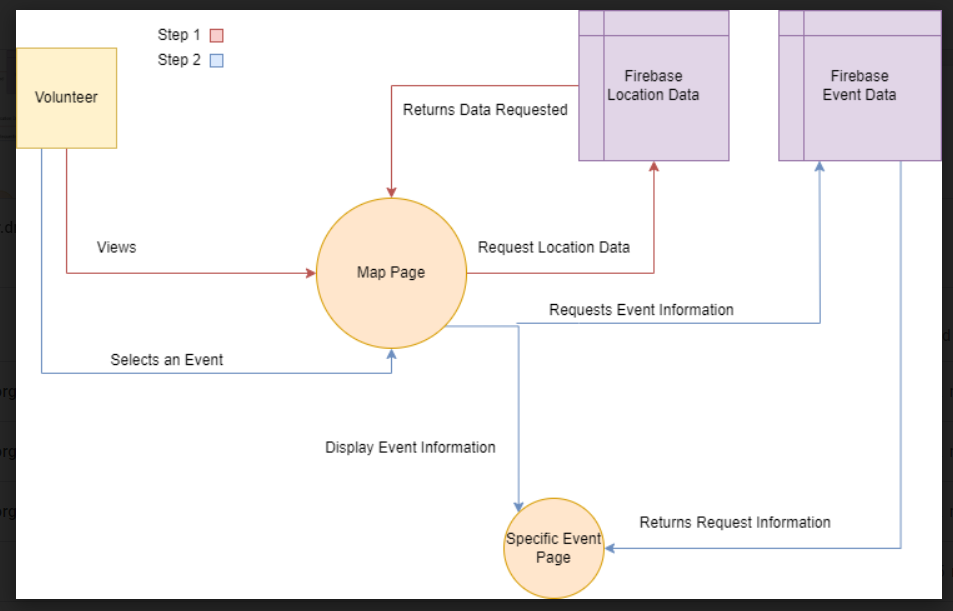 Step 1
Step 2
Volunteer
Firebase
Location Data
Firebase
Event Data
Returns Data Requested
Views
Map Page
Request Location Data
Requests Event Information
Selects an Event
Display Event Information
Returns Request Information
Specific Event
Page